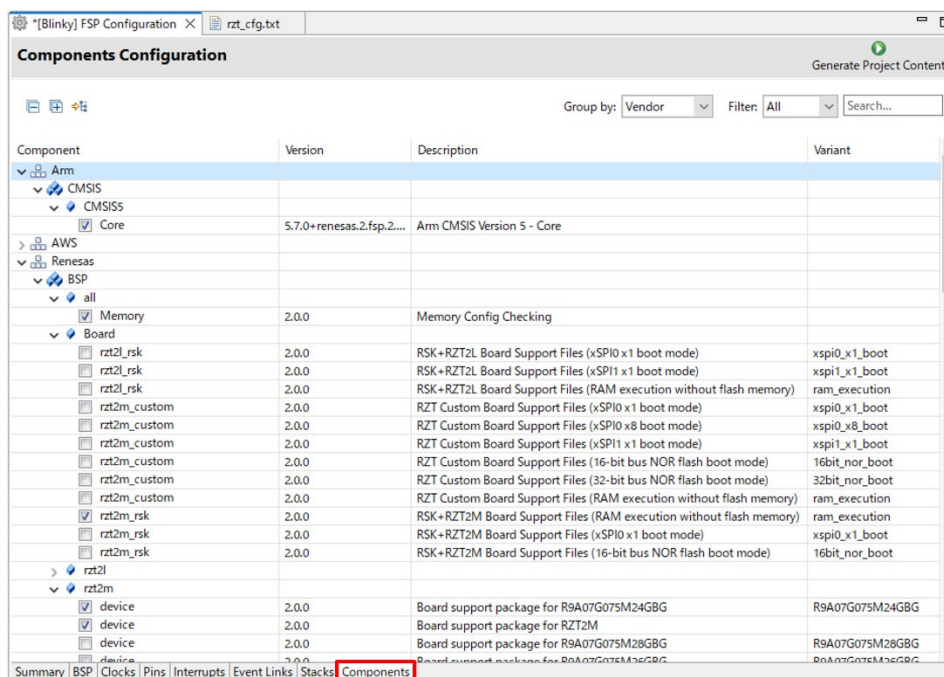 *[Blinky] FSP Configuration rzt_cfg.txt
Components Configuration
Generate Project Content
Group by: Vendor Filter: All Search...
Component Version Description Variant
Arm
CMSIS
CMSIS5
Core 5.7.0+renesas.2.fsp.2.... Arm CMSIS Version 5 - Core
AWS
Renesas
BSP
all
Memory 2.0.0 Memory Config Checking
Board
rzt2l_rsk 2.0.0 RSK+RZT2L Board Support Files (xSPI0 x1 boot mode) xspi0_x1_boot
rzt2l_rsk 2.0.0 RSK+RZT2L Board Support Files (xSPI1 x1 boot mode) xspi1_x1_boot
rzt2l_rsk 2.0.0 RSK+RZT2L Board Support Files (RAM execution without flash memory) ram_execution
rzt2m_custom 2.0.0 RZT Custom Board Support Files (xSPI0 x1 boot mode) xspi0_x1_boot
rzt2m_custom 2.0.0 RZT Custom Board Support Files (xSPI0 x8 boot mode) xspi0_x8_boot
rzt2m_custom 2.0.0 RZT Custom Board Support Files (xSPI1 x1 boot mode) xspi1_x1_boot
rzt2m_custom 2.0.0 RZT Custom Board Support Files (16-bit bus NOR flash boot mode) 16bit_nor_boot
rzt2m_custom 2.0.0 RZT Custom Board Support Files (32-bit bus NOR flash boot mode) 32bit_nor_boot
rzt2m_custom 2.0.0 RZT Custom Board Support Files (RAM execution without flash memory) ram_execution
rzt2m_rsk 2.0.0 RSK+RZT2M Board Support Files (RAM execution without flash memory) ram_execution
rzt2m_rsk 2.0.0 RSK+RZT2M Board Support Files (xSPI0 x1 boot mode) xspi0_x1_boot
rzt2m_rsk 2.0.0 RSK+RZT2M Board Support Files (16-bit bus NOR flash boot mode) 16bit_nor_boot
rzt2l
rzt2m
device 2.0.0 Board support package for R9A07G075M24GBG R9A07G075M24GBG
device 2.0.0 Board support package for RZT2M
device 2.0.0 Board support package for R9A07G075M28GBG R9A07G075M28GBG
device 2.0.0 Board support package for R9A07G075M26GBG R9A07G075M26GBG
Summary BSP Clocks Pins Interrupts Event Links Stacks Components